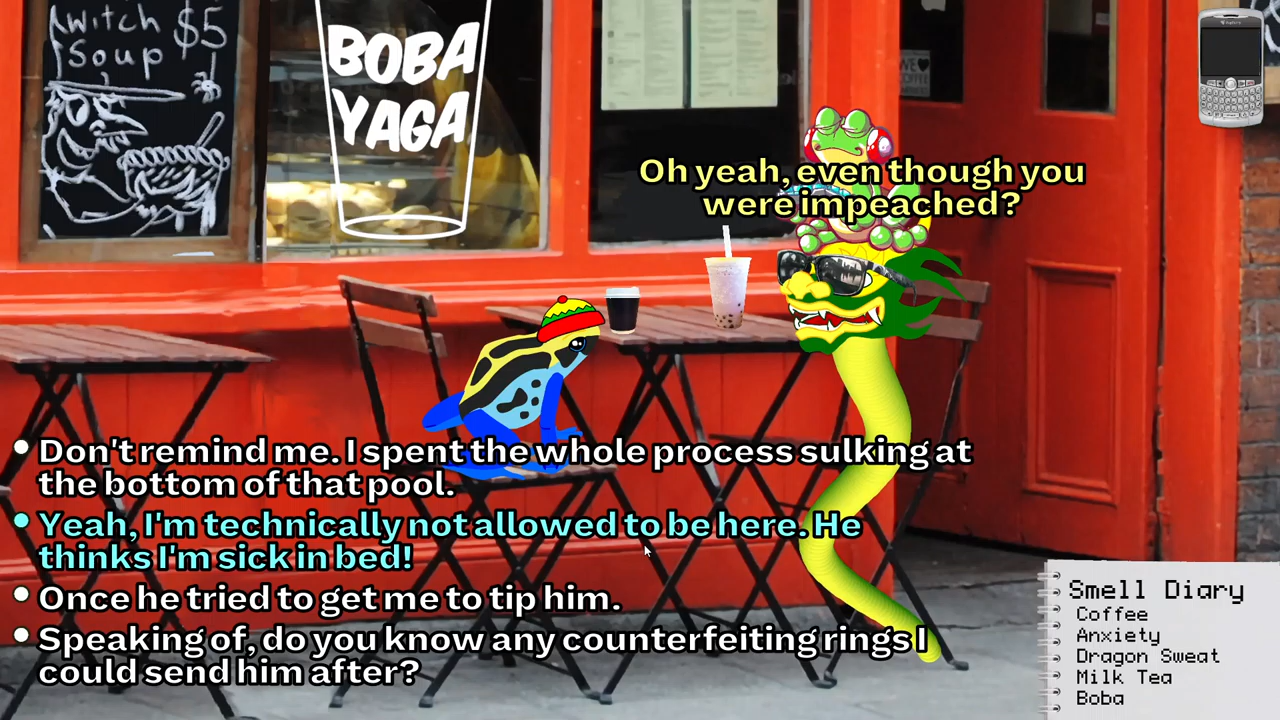 Witch $5
Soup
BOBA
YAGA
WE
COFFEE
Oh yeah, even though you
were impeached?
• Don't remind me. I spent the whole process sulking at
the bottom of that pool.
• Yeah, I'm technically not allowed to be here. He
thinks I'm sick in bed!
• Once he tried to get me to tip him.
• Speaking of, do you know any counterfeiting rings I
could send him after?
Smell Diary
Coffee
Anxiety
Dragon Sweat
Milk Tea
Boba